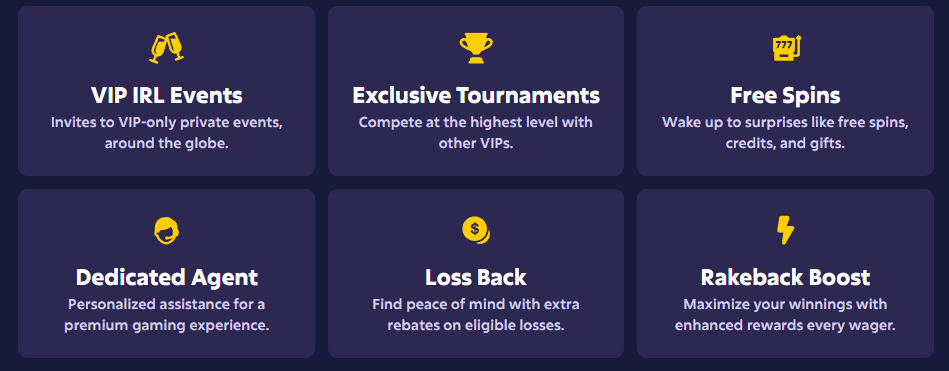 VIP IRL Events
Invites to VIP-only private events,
around the globe.
Exclusive Tournaments
Compete at the highest level with
other VIPs.
777
Free Spins
Wake up to surprises like free spins,
credits, and gifts.
Dedicated Agent
Personalized assistance for a
premium gaming experience.
$
Loss Back
Find peace of mind with extra
rebates on eligible losses.
Rakeback Boost
Maximize your winnings with
enhanced rewards every wager.